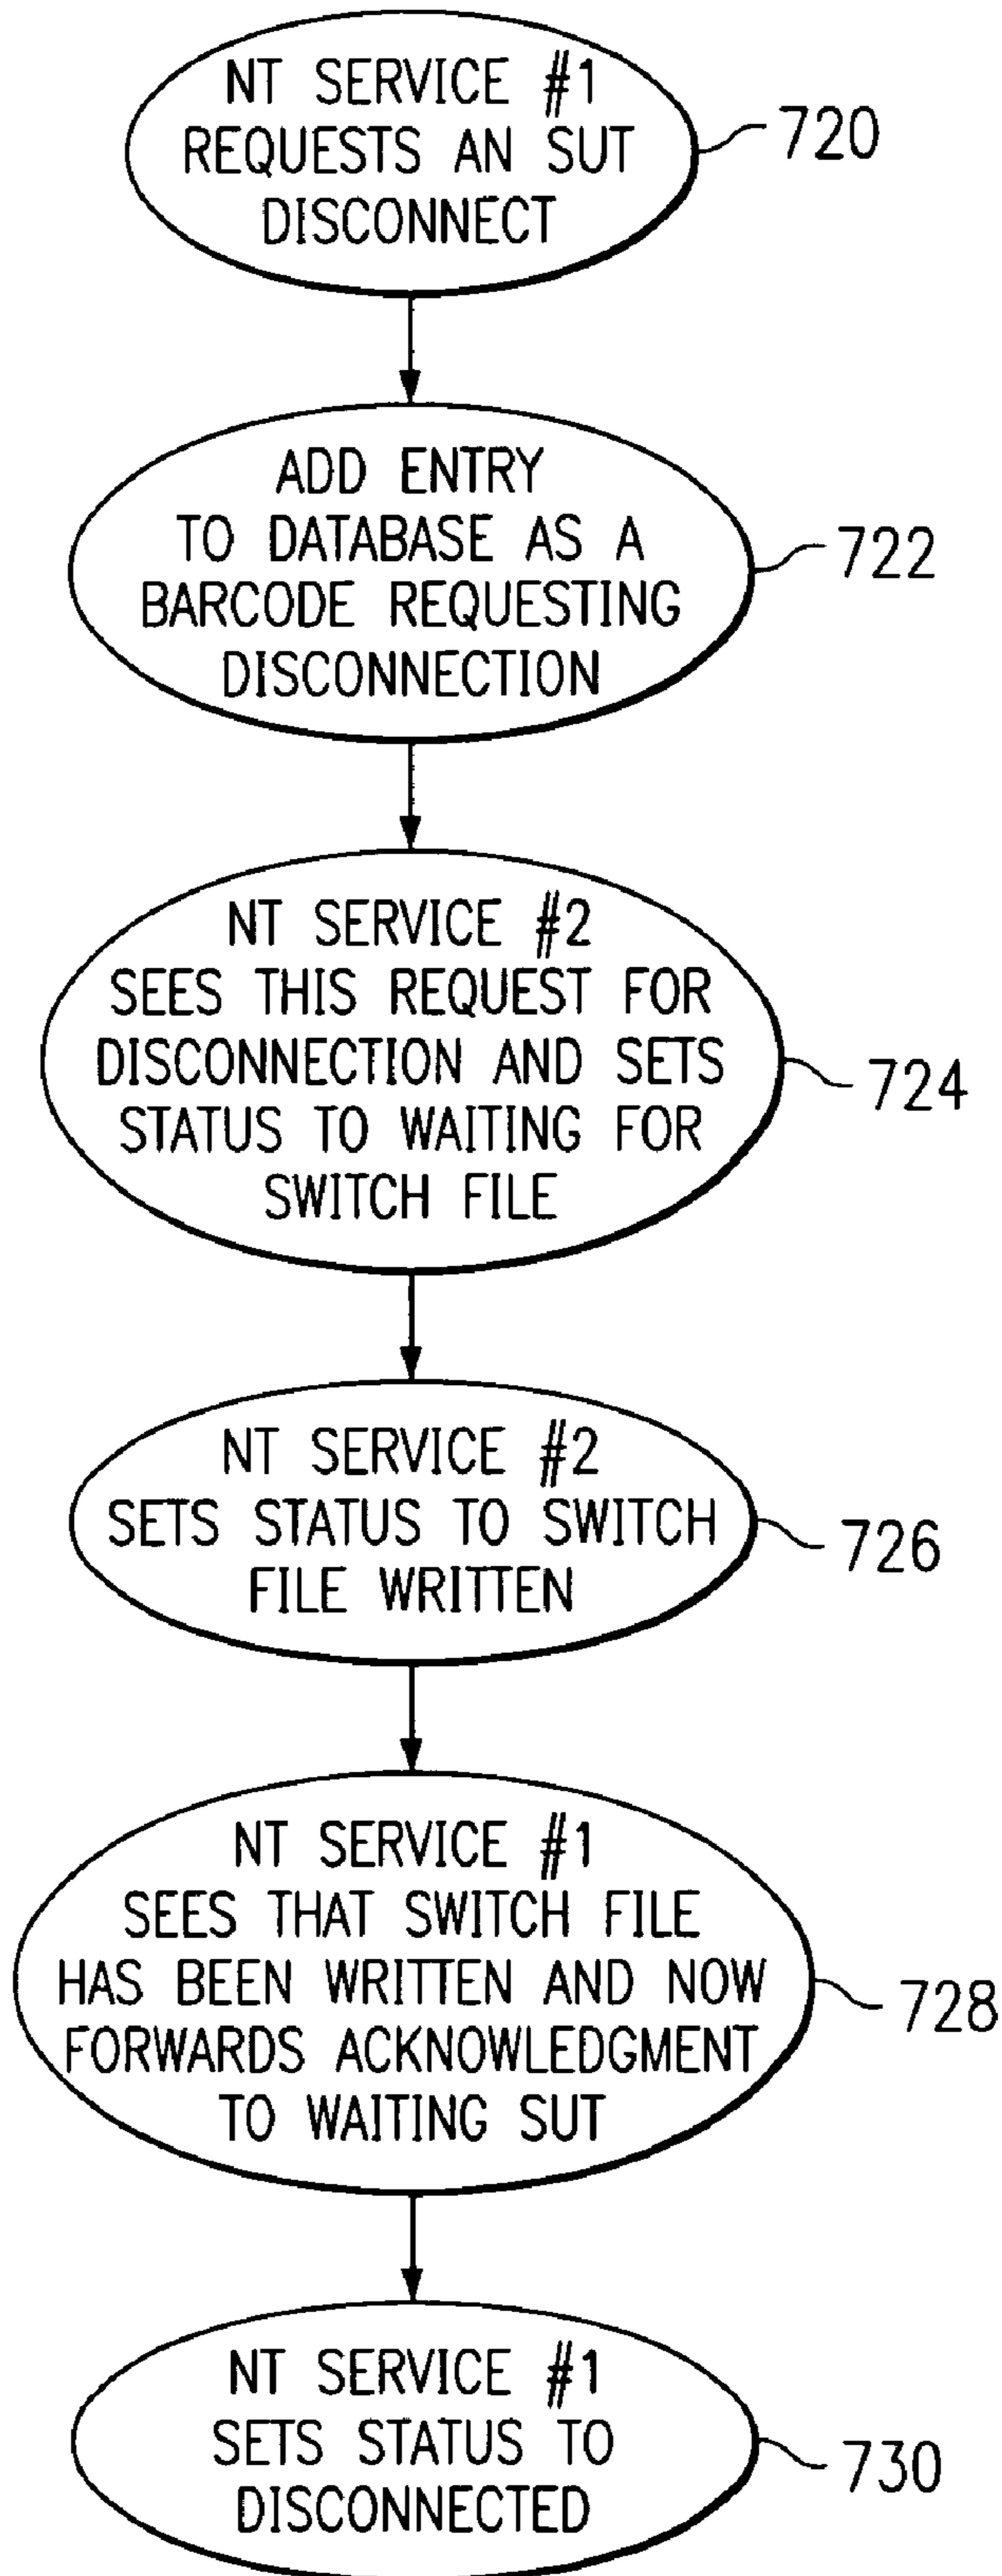 NT SERVICE #1
REQUESTS AN SUT
DISCONNECT
720
ADD ENTRY
TO DATABASE AS A
BARCODE REQUESTING
DISCONNECTION
722
NT SERVICE #2
SEES THIS REQUEST FOR
DISCONNECTION AND SETS
STATUS TO WAITING FOR
SWITCH FILE
724
NT SERVICE #2
SETS STATUS TO SWITCH
FILE WRITTEN
726
NT SERVICE #1
SEES THAT SWITCH FILE
HAS BEEN WRITTEN AND NOW
FORWARDS ACKNOWLEDGMENT
TO WAITING SUT
728
NT SERVICE #1
SETS STATUS TO
DISCONNECTED
730